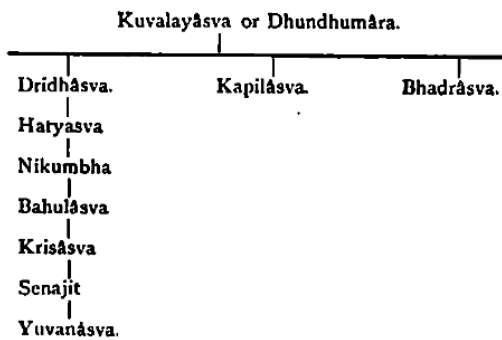 Kuvalayâsva or Dhundhumâra.
Dridhâsva. Kapilâsva. Bhadrâsva.
Haryasva
Nikumbha
Bahulâsva
Krisâsva
Senajit
Yuvanâsva.